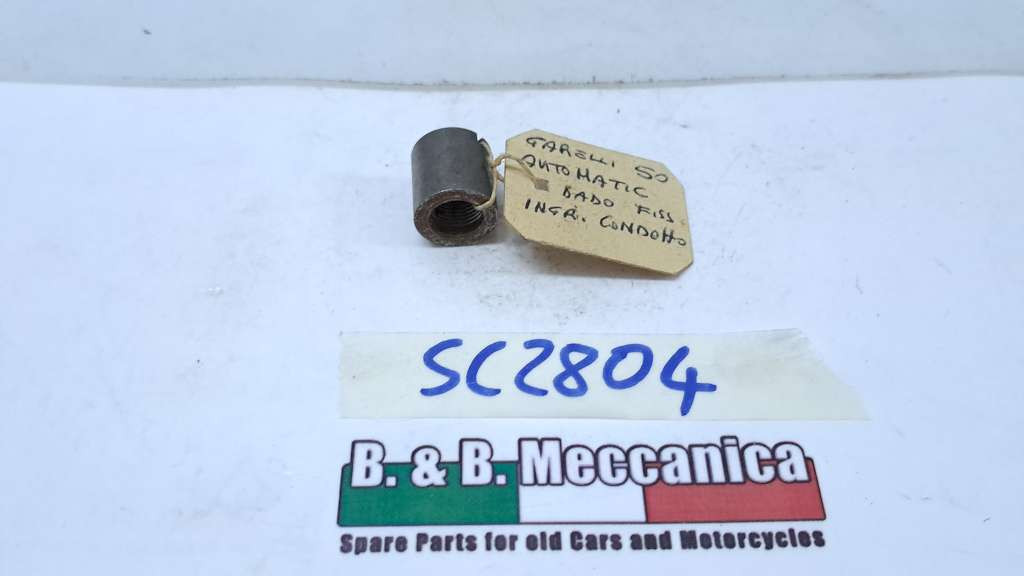 GARELLI 50
AUTOMATIC
DADO FISS.
INGR. CONDOTTO
SC2804
B. & B. Meccanica
Spare Parts for old Cars and Motorcycles